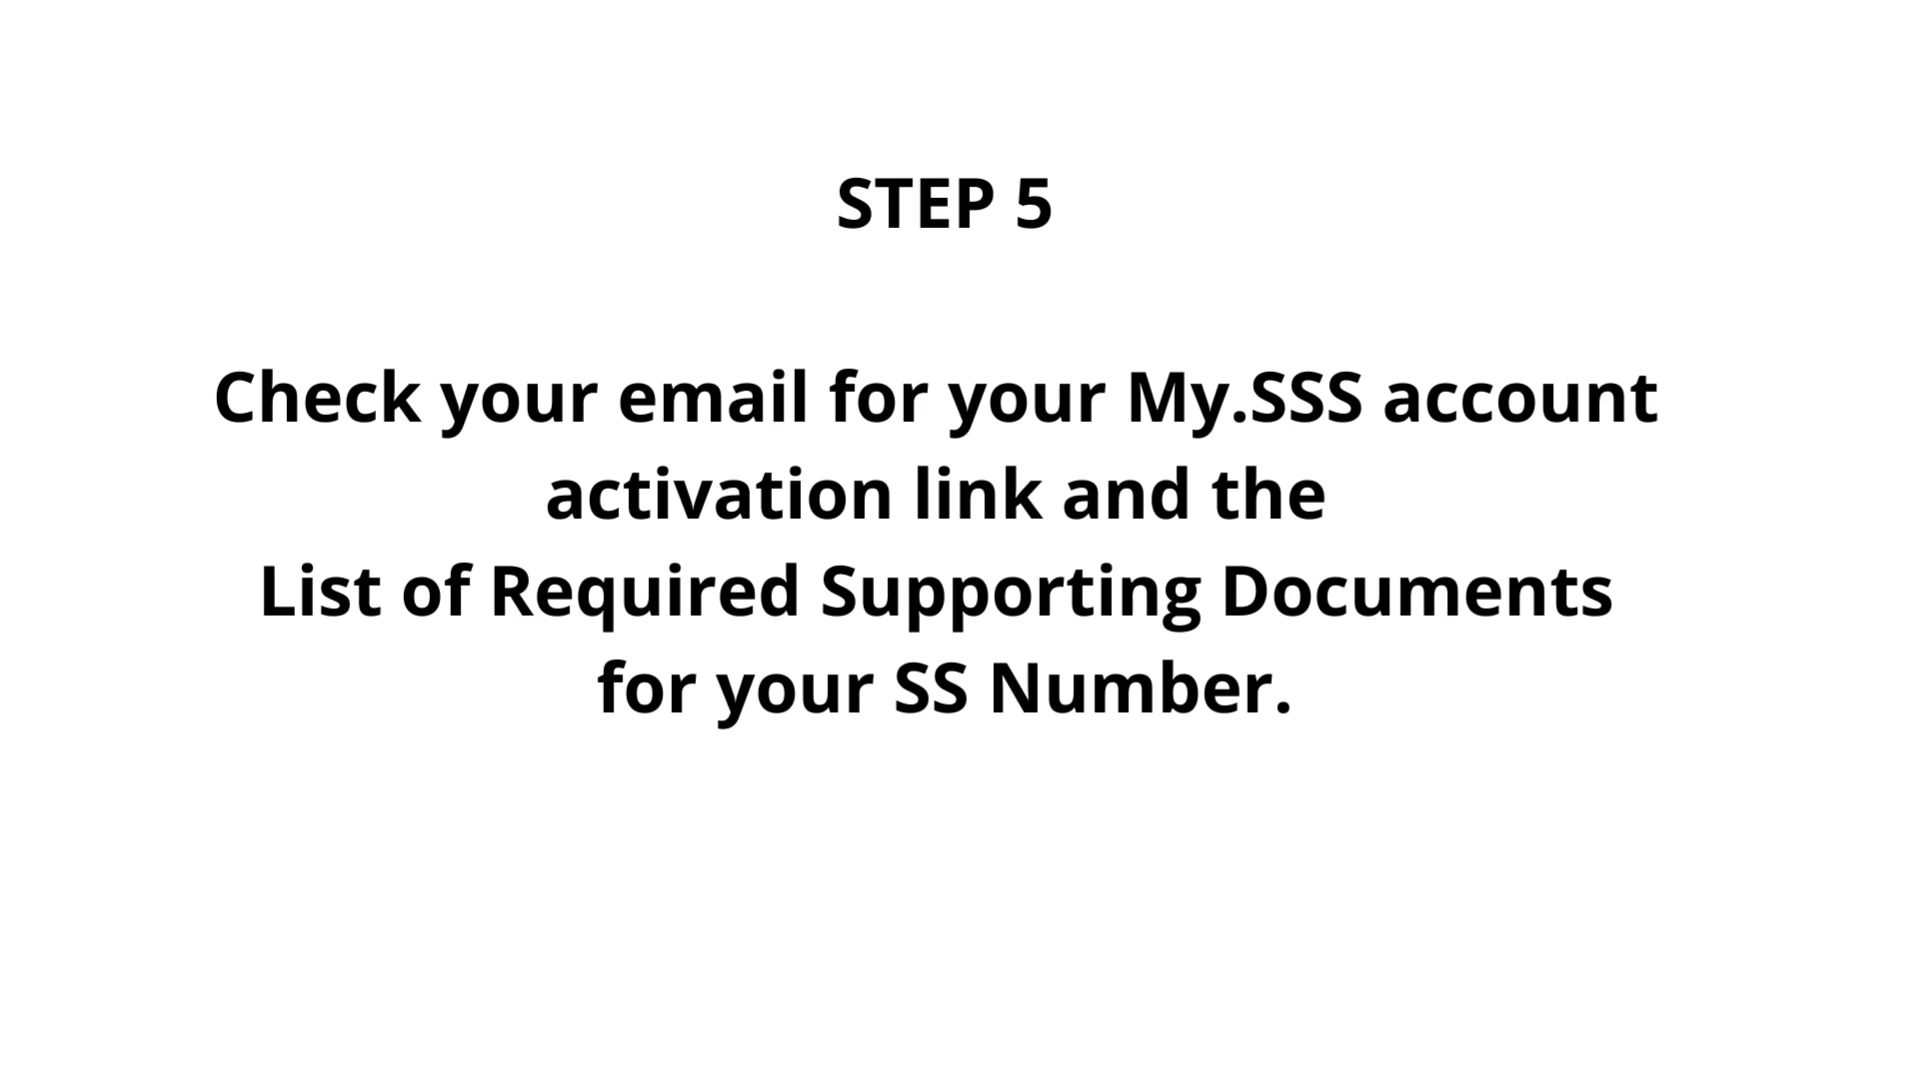 STEP 5
Check your email for your My.SSS account
activation link and the
List of Required Supporting Documents
for your SS Number.